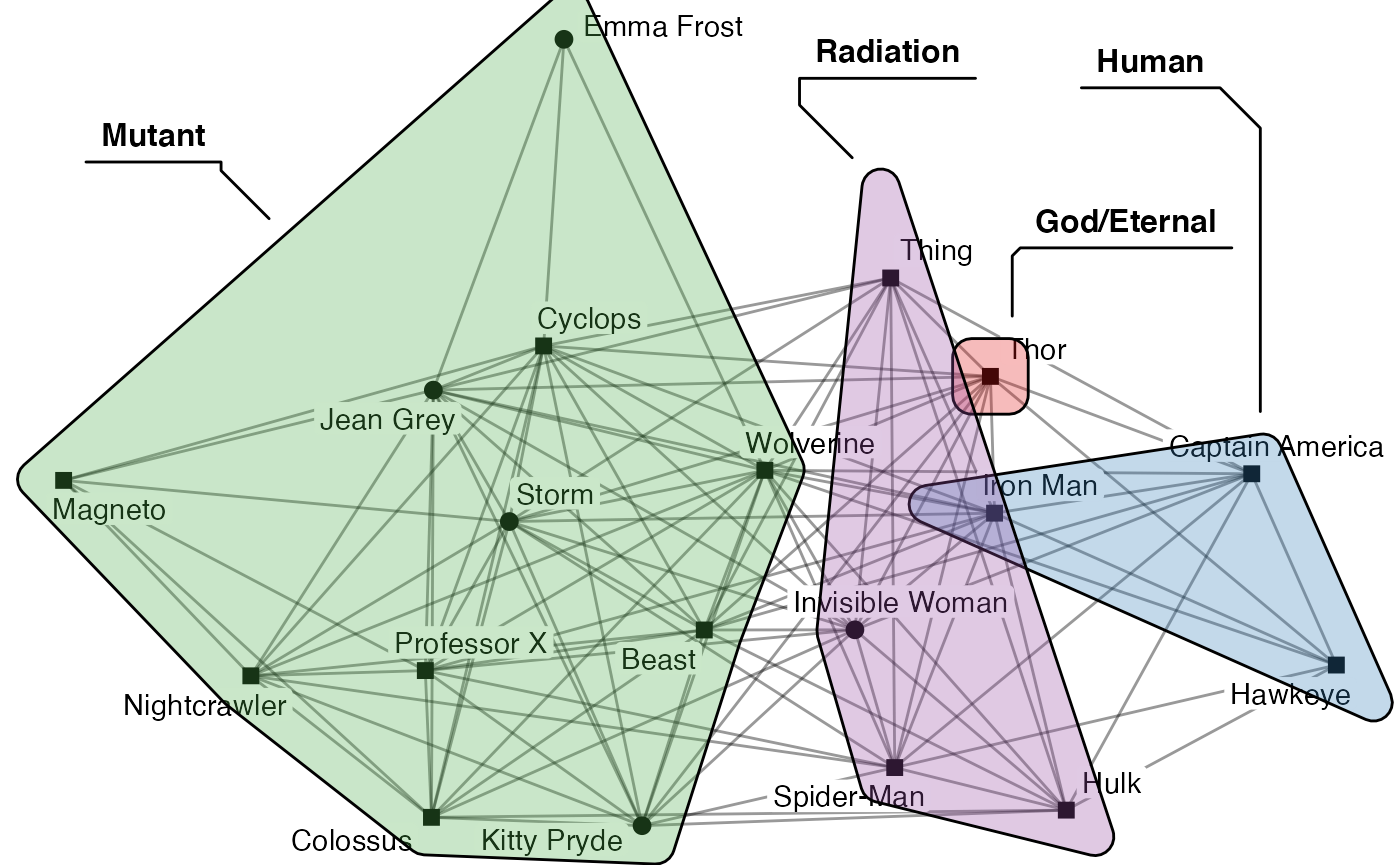 Emma Frost
Radiation
Human
Mutant
God/Eternal
Thing
Cyclops
Thor
Jean Grey
Wolverine
Captain America
Storm
Iron Man
Magneto
Invisible Woman
Professor X
Beast
Nightcrawler
Hawkeye
Spider-Man
Hulk
Colossus
Kitty Pryde